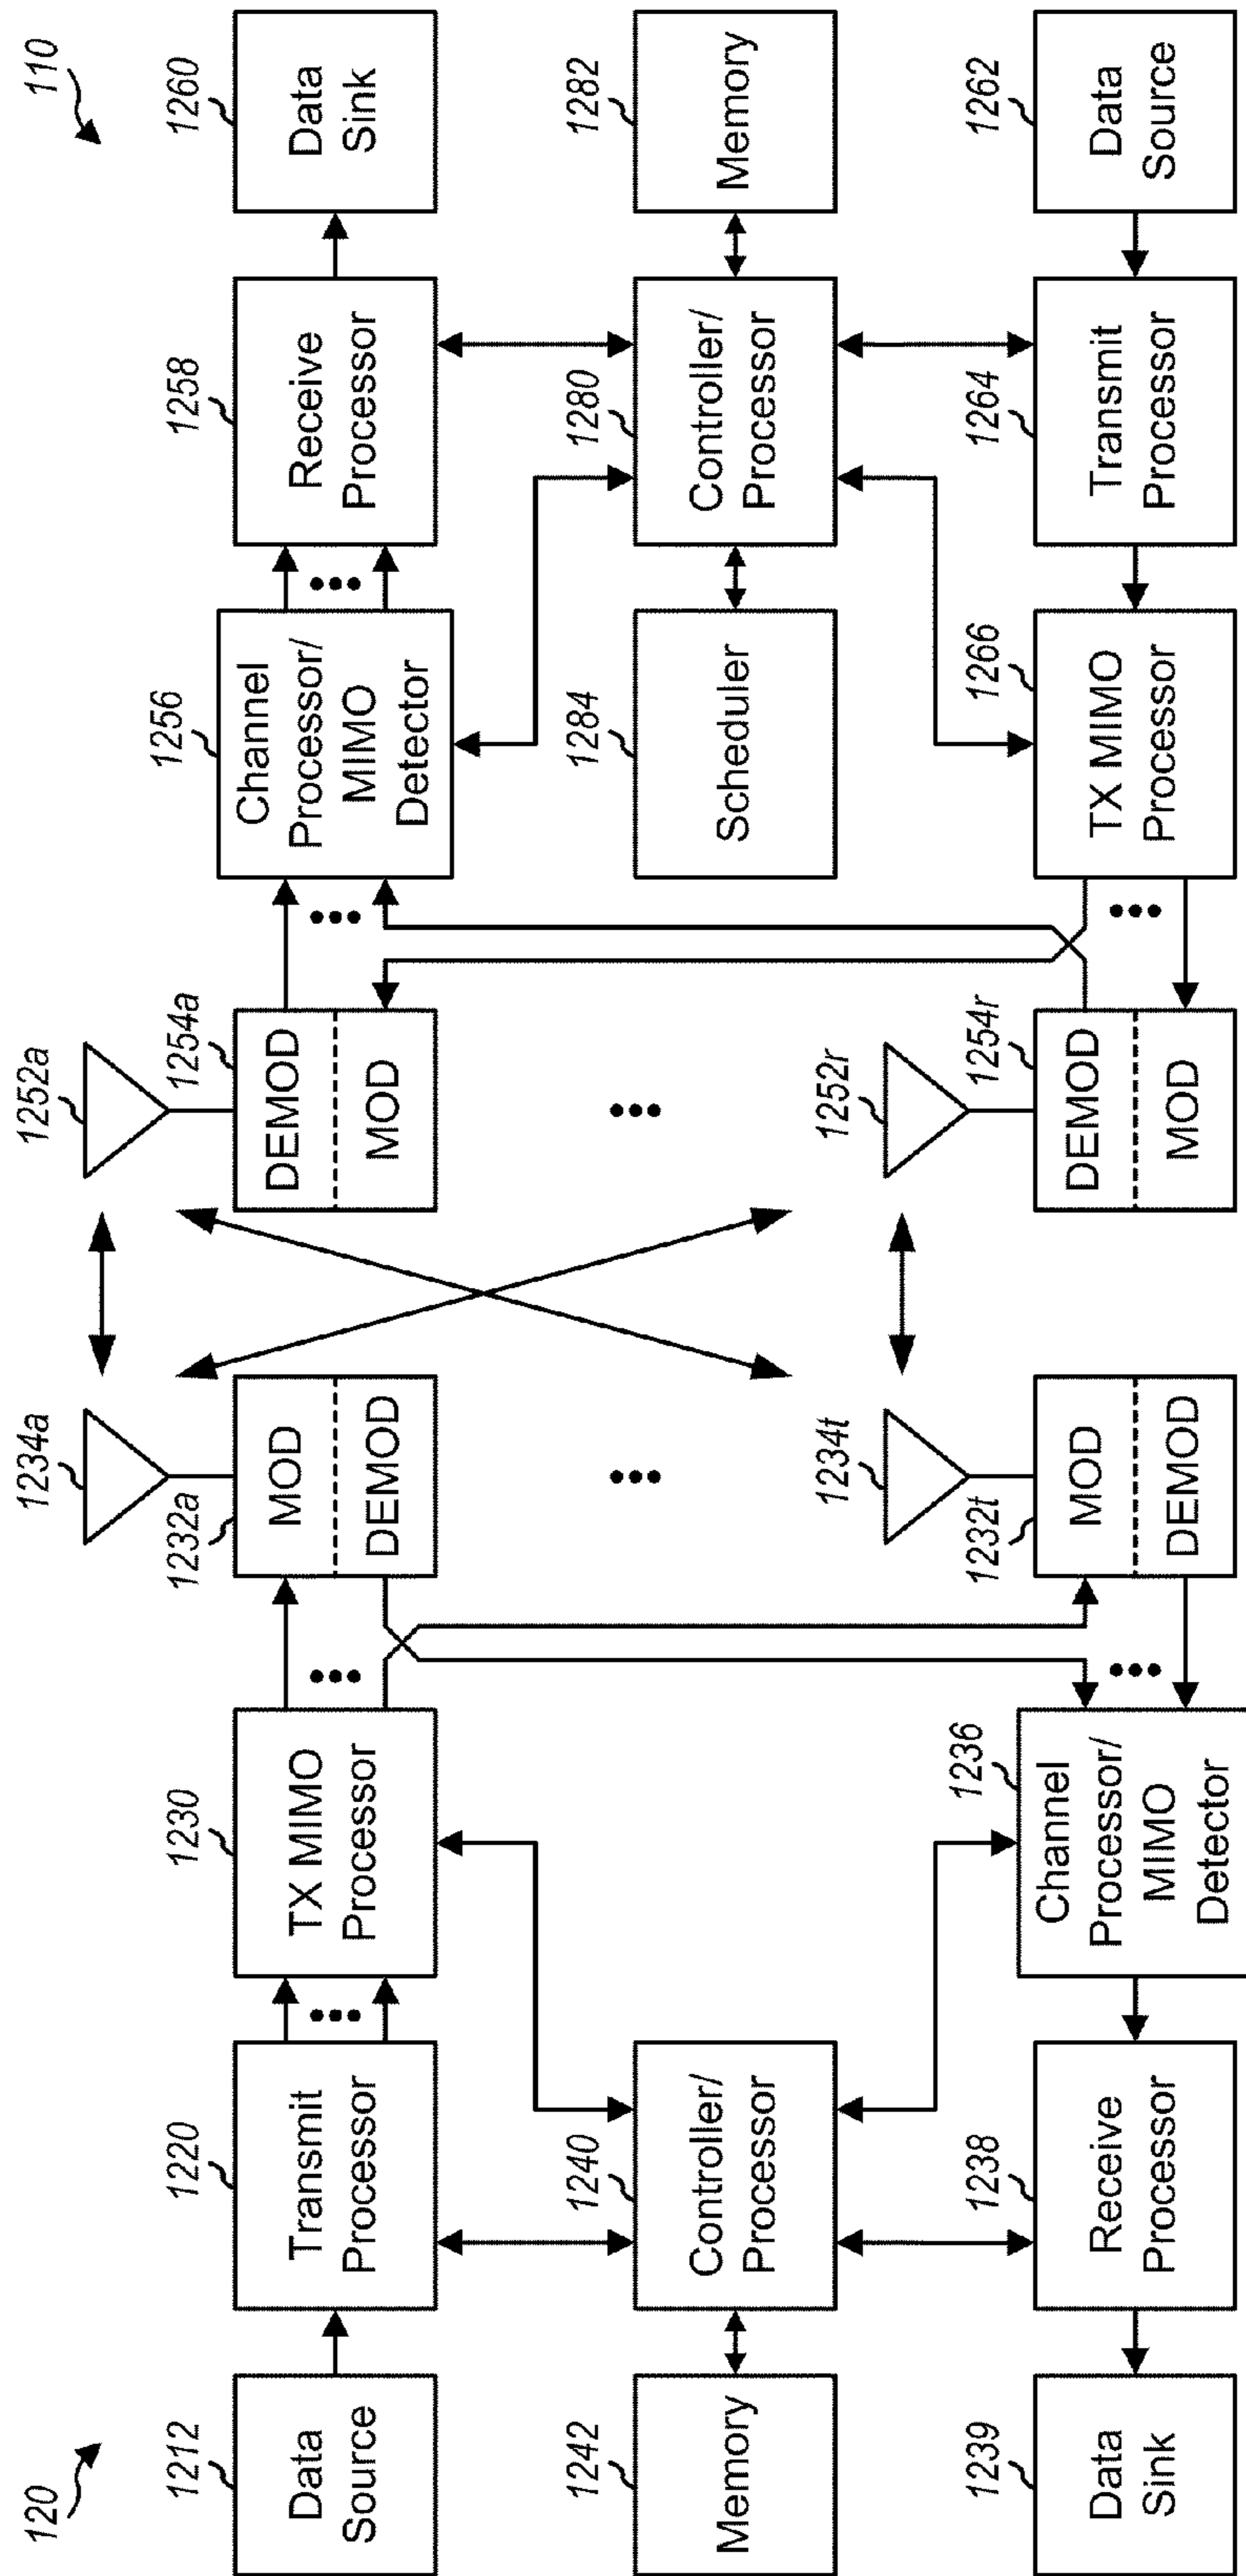 120
110
1212
Data
Source
1220
Transmit
Processor
1230
TX MIMO
Processor
1234a
1232a
MOD
DEMOD
1252a
1254a
DEMOD
MOD
1256
Channel
Processor/
MIMO
Detector
1258
Receive
Processor
1260
Data
Sink
1242
Memory
1240
Controller/
Processor
1284
Scheduler
1280
Controller/
Processor
1282
Memory
1239
Data
Sink
1238
Receive
Processor
1236
Channel
Processor/
MIMO
Detector
1234t
1232t
MOD
DEMOD
1252r
1254r
DEMOD
MOD
1266
TX MIMO
Processor
1264
Transmit
Processor
1262
Data
Source